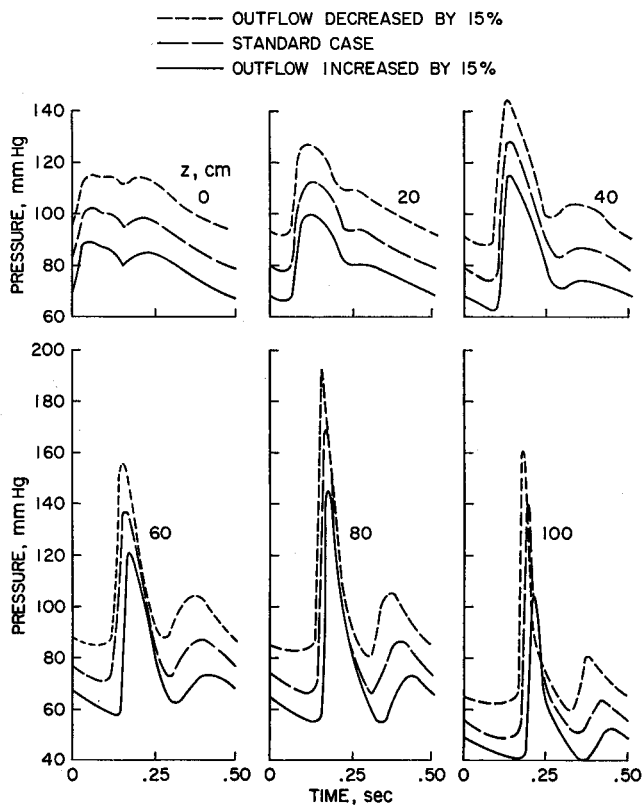 OUTFLOW DECREASED BY 15%
STANDARD CASE
OUTFLOW INCREASED BY 15%
PRESSURE, mm Hg
140
120
100
80
60
z, cm
0
20
40
PRESSURE, mm Hg
200
180
160
140
120
100
80
60
40
60
80
100
0 .25 .50
0 .25 .50
0 .25 .50
TIME, sec